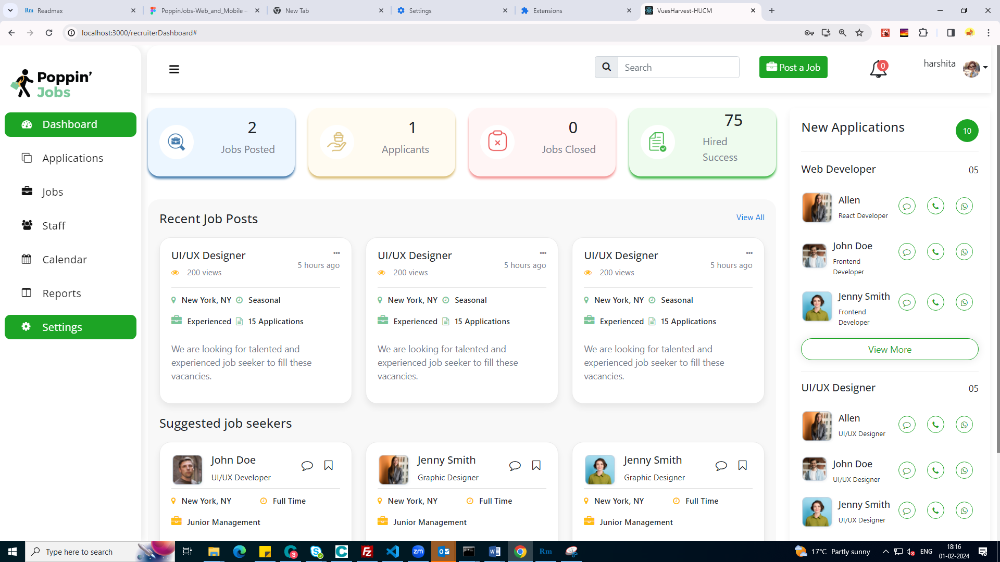 Rm Readmax
PoppinJobs-Web_and_Mobile -
New Tab
Settings
Extensions
VuesHarvest-HUCM
localhost:3000/recruiterDashboard#
Poppin'
Jobs
Search
Post a Job
0
harshita
Dashboard
Applications
Jobs
Staff
Calendar
Reports
Settings
2
Jobs Posted
1
Applicants
0
Jobs Closed
75
Hired
Success
Recent Job Posts
View All
UI/UX Designer
200 views
5 hours ago
New York, NY Seasonal
Experienced 15 Applications
We are looking for talented and
experienced job seeker to fill these
vacancies.
UI/UX Designer
200 views
5 hours ago
New York, NY Seasonal
Experienced 15 Applications
We are looking for talented and
experienced job seeker to fill these
vacancies.
UI/UX Designer
200 views
5 hours ago
New York, NY Seasonal
Experienced 15 Applications
We are looking for talented and
experienced job seeker to fill these
vacancies.
Suggested job seekers
John Doe
UI/UX Developer
New York, NY Full Time
Junior Management
Jenny Smith
Graphic Designer
New York, NY Full Time
Junior Management
Jenny Smith
Graphic Designer
New York, NY Full Time
Junior Management
New Applications 10
Web Developer 05
Allen
React Developer
John Doe
Frontend
Developer
Jenny Smith
Frontend
Developer
View More
UI/UX Designer 05
Allen
UI/UX Designer
John Doe
UI/UX Designer
Jenny Smith
UI/UX Designer
Type here to search
3
zm
Rm
17°C Partly sunny
ENG
18:16
01-02-2024